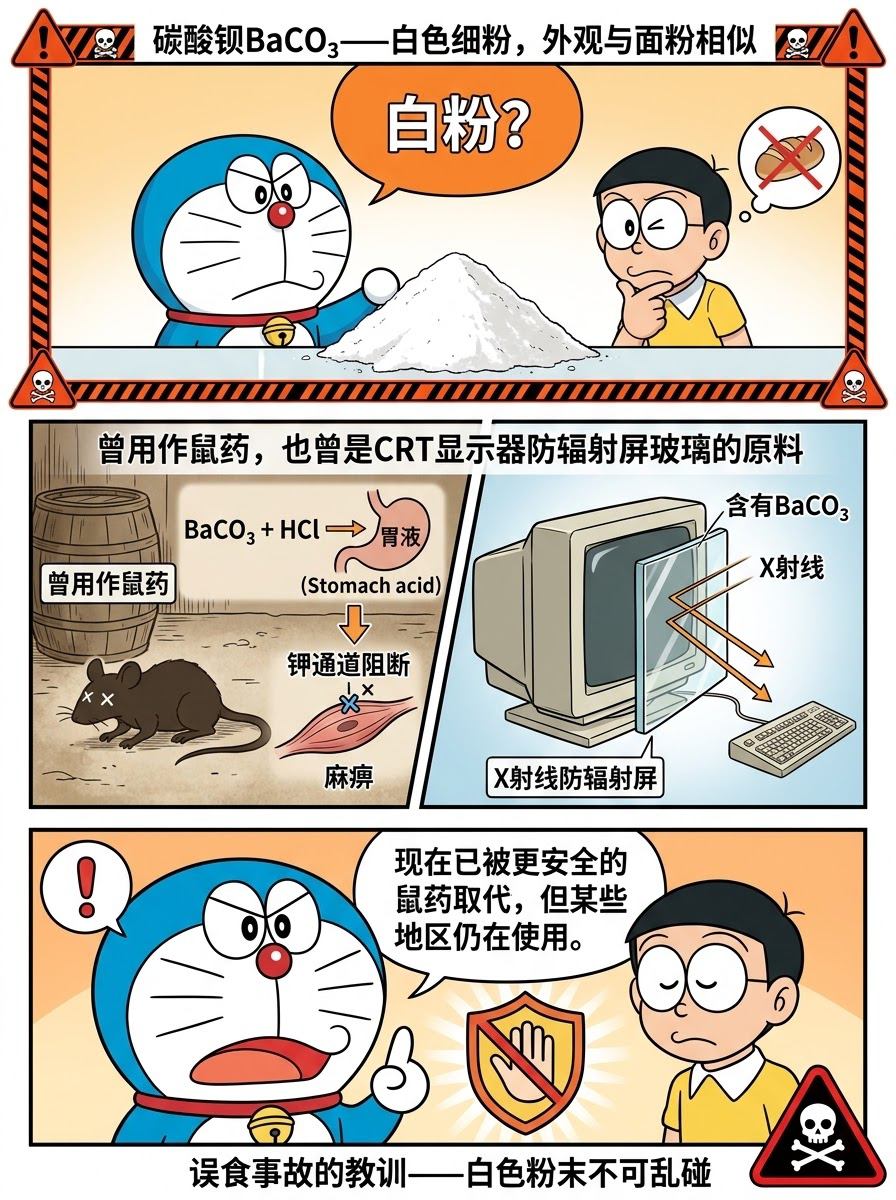 碳酸钡BaCO₃——白色细粉，外观与面粉相似
白粉？
曾用作鼠药，也曾是CRT显示器防辐射屏玻璃的原料
BaCO₃ + HCl
胃液
(Stomach acid)
曾用作鼠药
钾通道阻断
麻痹
含有BaCO₃
X射线
X射线防辐射屏
!
现在已被更安全的
鼠药取代，但某些
地区仍在使用。
误食事故的教训——白色粉末不可乱碰